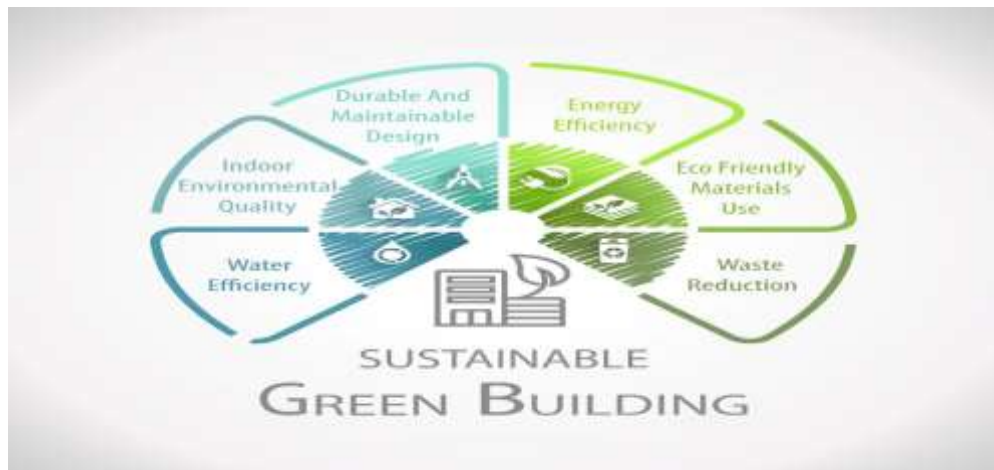 Durable And
Maintainable
Design
Energy
Efficiency
Indoor
Environmental
Quality
Eco Friendly
Materials
Use
Water
Efficiency
Waste
Reduction
SUSTAINABLE
GREEN BUILDING